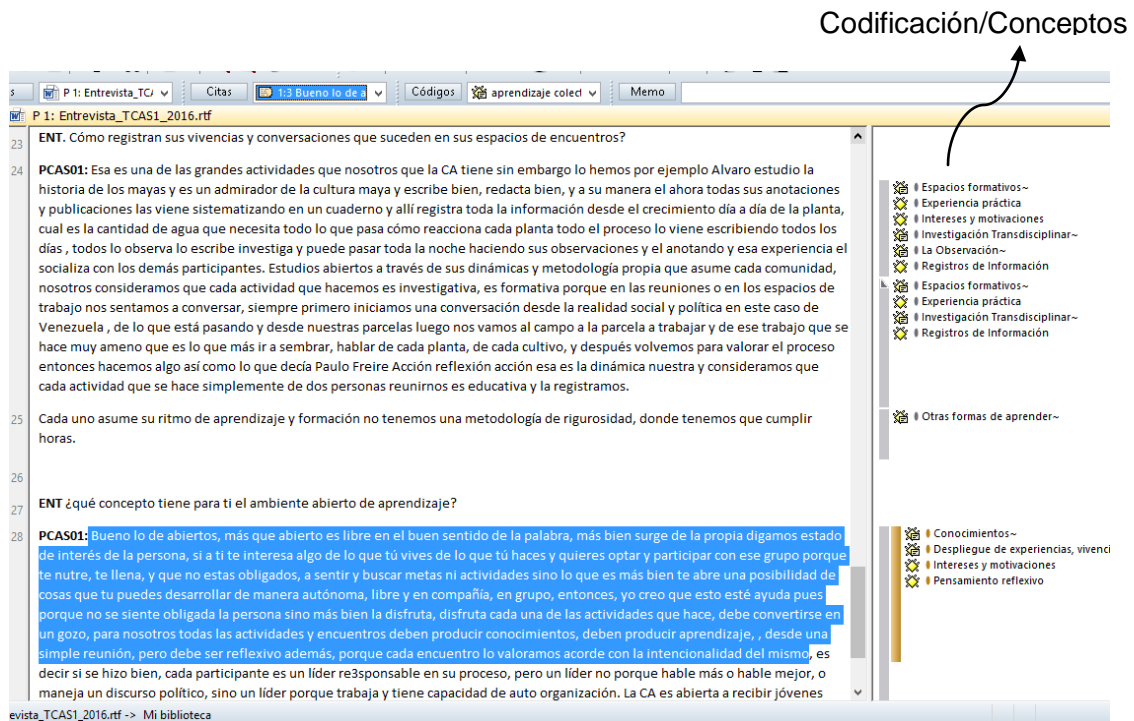 Codificación/Conceptos
s
P 1: Entrevista_TC/
Citas
1:3 Bueno lo de a
Códigos
aprendizaje colect
Memo
P 1: Entrevista_TCAS1_2016.rtf
23
ENT. Cómo registran sus vivencias y conversaciones que suceden en sus espacios de encuentros?
24
PCAS01: Esa es una de las grandes actividades que nosotros que la CA tiene sin embargo lo hemos por ejemplo Alvaro estudio la
historia de los mayas y es un admirador de la cultura maya y escribe bien, redacta bien, y a su manera el ahora todas sus anotaciones
y publicaciones las viene sistematizando en un cuaderno y allí registra toda la información desde el crecimiento día a día de la planta,
cual es la cantidad de agua que necesita todo lo que pasa cómo reacciona cada planta todo el proceso lo viene escribiendo todos los
días , todos lo observa lo escribe investiga y puede pasar toda la noche haciendo sus observaciones y el anotando y esa experiencia el
socializa con los demás participantes. Estudios abiertos a través de sus dinámicas y metodología propia que asume cada comunidad,
nosotros consideramos que cada actividad que hacemos es investigativa, es formativa porque en las reuniones o en los espacios de
trabajo nos sentamos a conversar, siempre primero iniciamos una conversación desde la realidad social y política en este caso de
Venezuela , de lo que está pasando y desde nuestras parcelas luego nos vamos al campo a la parcela a trabajar y de ese trabajo que se
hace muy ameno que es lo que más ir a sembrar, hablar de cada planta, de cada cultivo, y después volvemos para valorar el proceso
entonces hacemos algo así como lo que decía Paulo Freire Acción reflexión acción esa es la dinámica nuestra y consideramos que
cada actividad que se hace simplemente de dos personas reunirnos es educativa y la registramos.
25
Cada uno asume su ritmo de aprendizaje y formación no tenemos una metodología de rigurosidad, donde tenemos que cumplir
horas.
26
27
ENT ¿qué concepto tiene para ti el ambiente abierto de aprendizaje?
28
PCAS01: Bueno lo de abiertos, más que abierto es libre en el buen sentido de la palabra, más bien surge de la propia digamos estado
de interés de la persona, si a ti te interesa algo de lo que tú vives de lo que tú haces y quieres optar y participar con ese grupo porque
te nutre, te llena, y que no estas obligados, a sentir y buscar metas ni actividades sino lo que es más bien te abre una posibilidad de
cosas que tu puedes desarrollar de manera autónoma, libre y en compañía, en grupo, entonces, yo creo que esto esté ayuda pues
porque no se siente obligada la persona sino más bien la disfruta, disfruta cada una de las actividades que hace, debe convertirse en
un gozo, para nosotros todas las actividades y encuentros deben producir conocimientos, deben producir aprendizaje, , desde una
simple reunión, pero debe ser reflexivo además, porque cada encuentro lo valoramos acorde con la intencionalidad del mismo, es
decir si se hizo bien, cada participante es un líder re3sponsable en su proceso, pero un líder no porque hable más o hable mejor, o
maneja un discurso político, sino un líder porque trabaja y tiene capacidad de auto organización. La CA es abierta a recibir jóvenes
Espacios formativos~
Experiencia práctica
Intereses y motivaciones
Investigación Transdisciplinar~
La Observación~
Registros de Información
Espacios formativos~
Experiencia práctica
Investigación Transdisciplinar~
Registros de Información
Otras formas de aprender~
Conocimientos~
Despliegue de experiencias, vivenci
Intereses y motivaciones
Pensamiento reflexivo
evista_TCAS1_2016.rtf -> Mi biblioteca